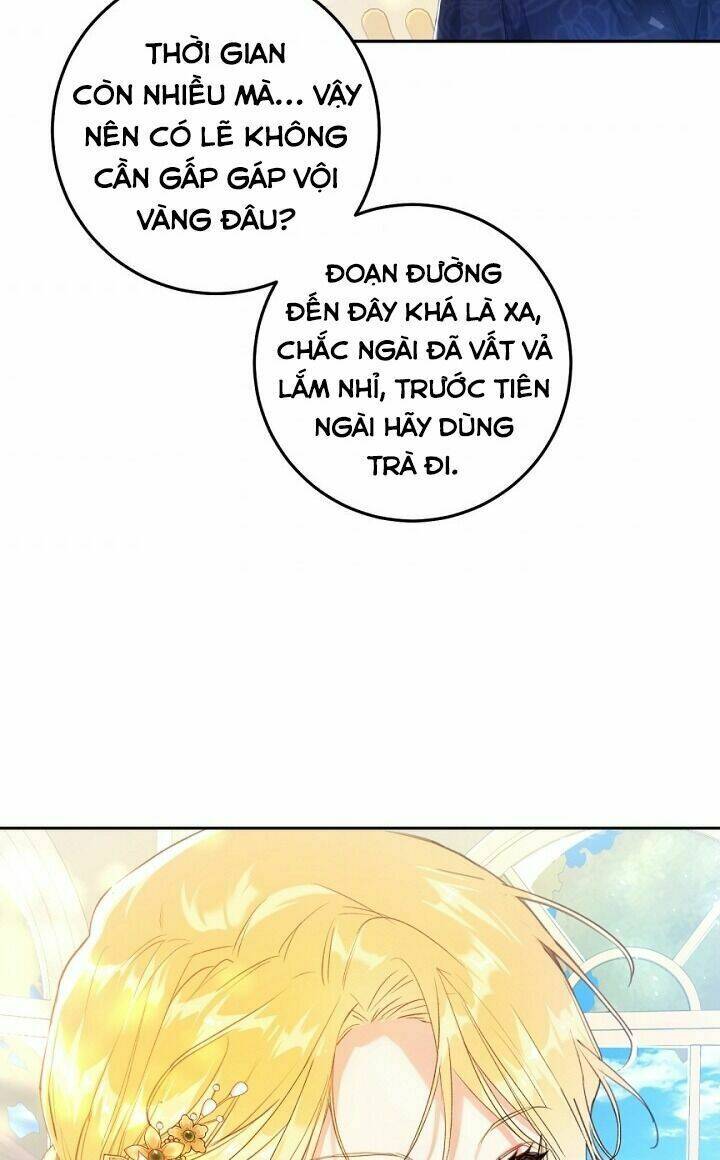 THỜI GIAN
CÒN NHIỀU MÀ... VẬY
NÊN CÓ LẼ KHÔNG
CẦN GẤP GÁP VỘI
VÀNG ĐÂU?
ĐOẠN ĐƯỜNG
ĐẾN ĐÂY KHÁ LÀ XA,
CHẮC NGÀI ĐÃ VẤT VẢ
LẮM NHỈ, TRƯỚC TIÊN
NGÀI HÃY DÙNG
TRÀ ĐI.